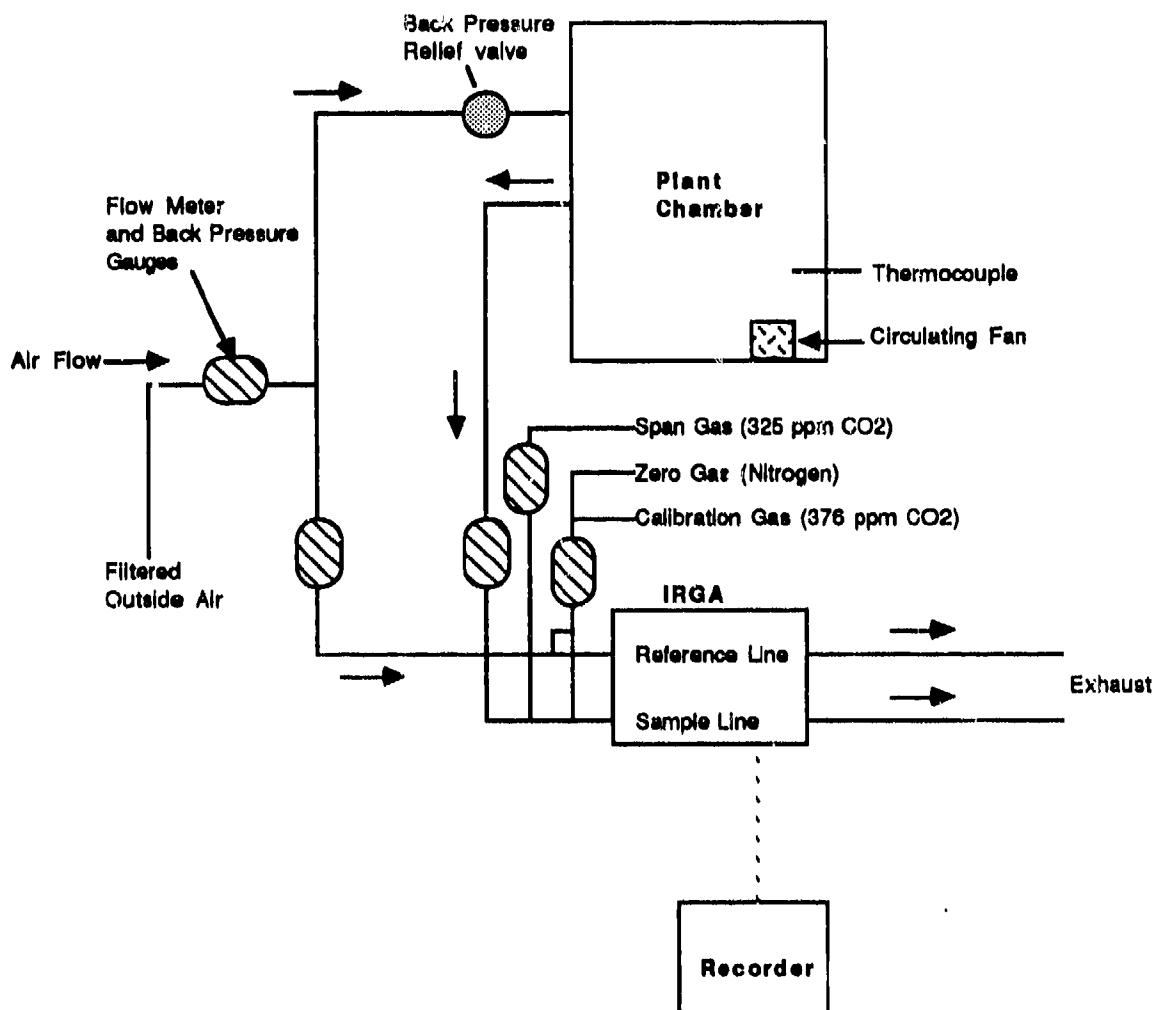 Back Pressure
Relief valve
Plant
Chamber
Flow Meter
and Back Pressure
Gauges
Thermocouple
Air Flow
Circulating Fan
Span Gas (325 ppm CO2)
Zero Gas (Nitrogen)
Calibration Gas (376 ppm CO2)
Filtered
Outside Air
IRGA
Reference Line
Exhaust
Sample Line
Recorder